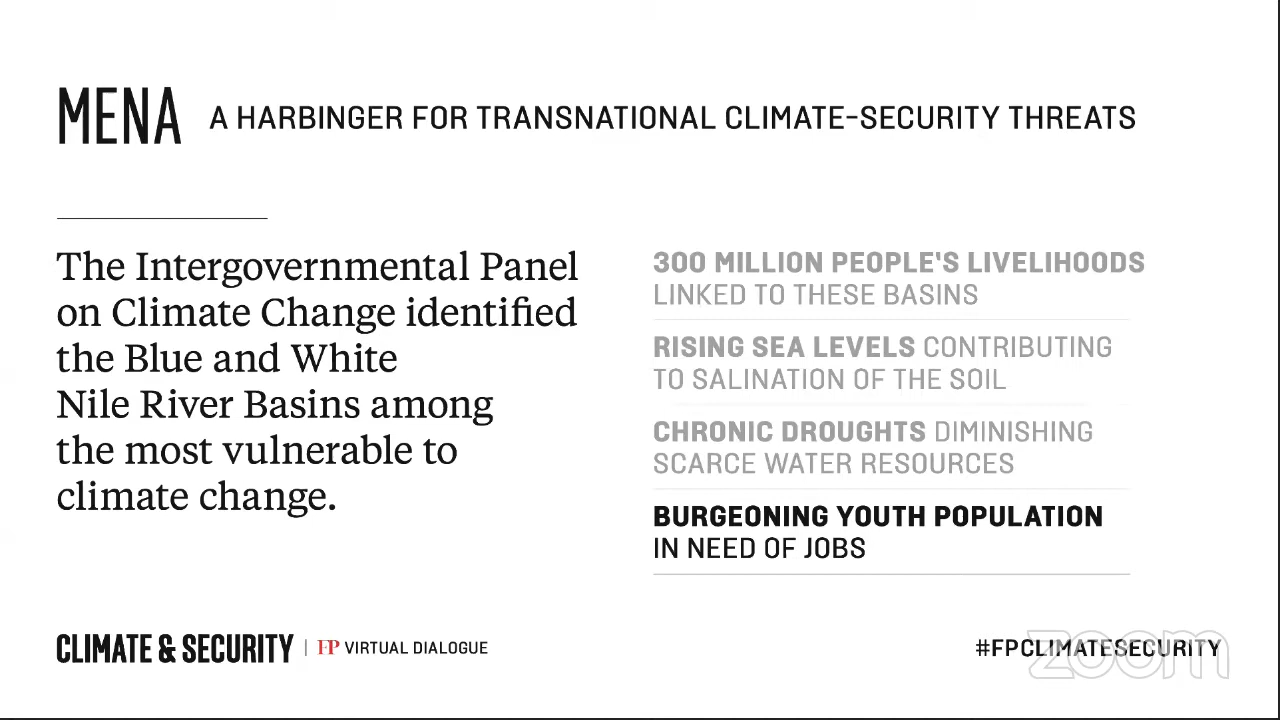 MENA A HARBINGER FOR TRANSNATIONAL CLIMATE-SECURITY THREATS
The Intergovernmental Panel
on Climate Change identified
the Blue and White
Nile River Basins among
the most vulnerable to
climate change.
300 MILLION PEOPLE'S LIVELIHOODS
LINKED TO THESE BASINS
RISING SEA LEVELS CONTRIBUTING
TO SALINATION OF THE SOIL
CHRONIC DROUGHTS DIMINISHING
SCARCE WATER RESOURCES
BURGEONING YOUTH POPULATION
IN NEED OF JOBS
CLIMATE & SECURITY | FP VIRTUAL DIALOGUE
#FPCLIMATESECURITY
zoom